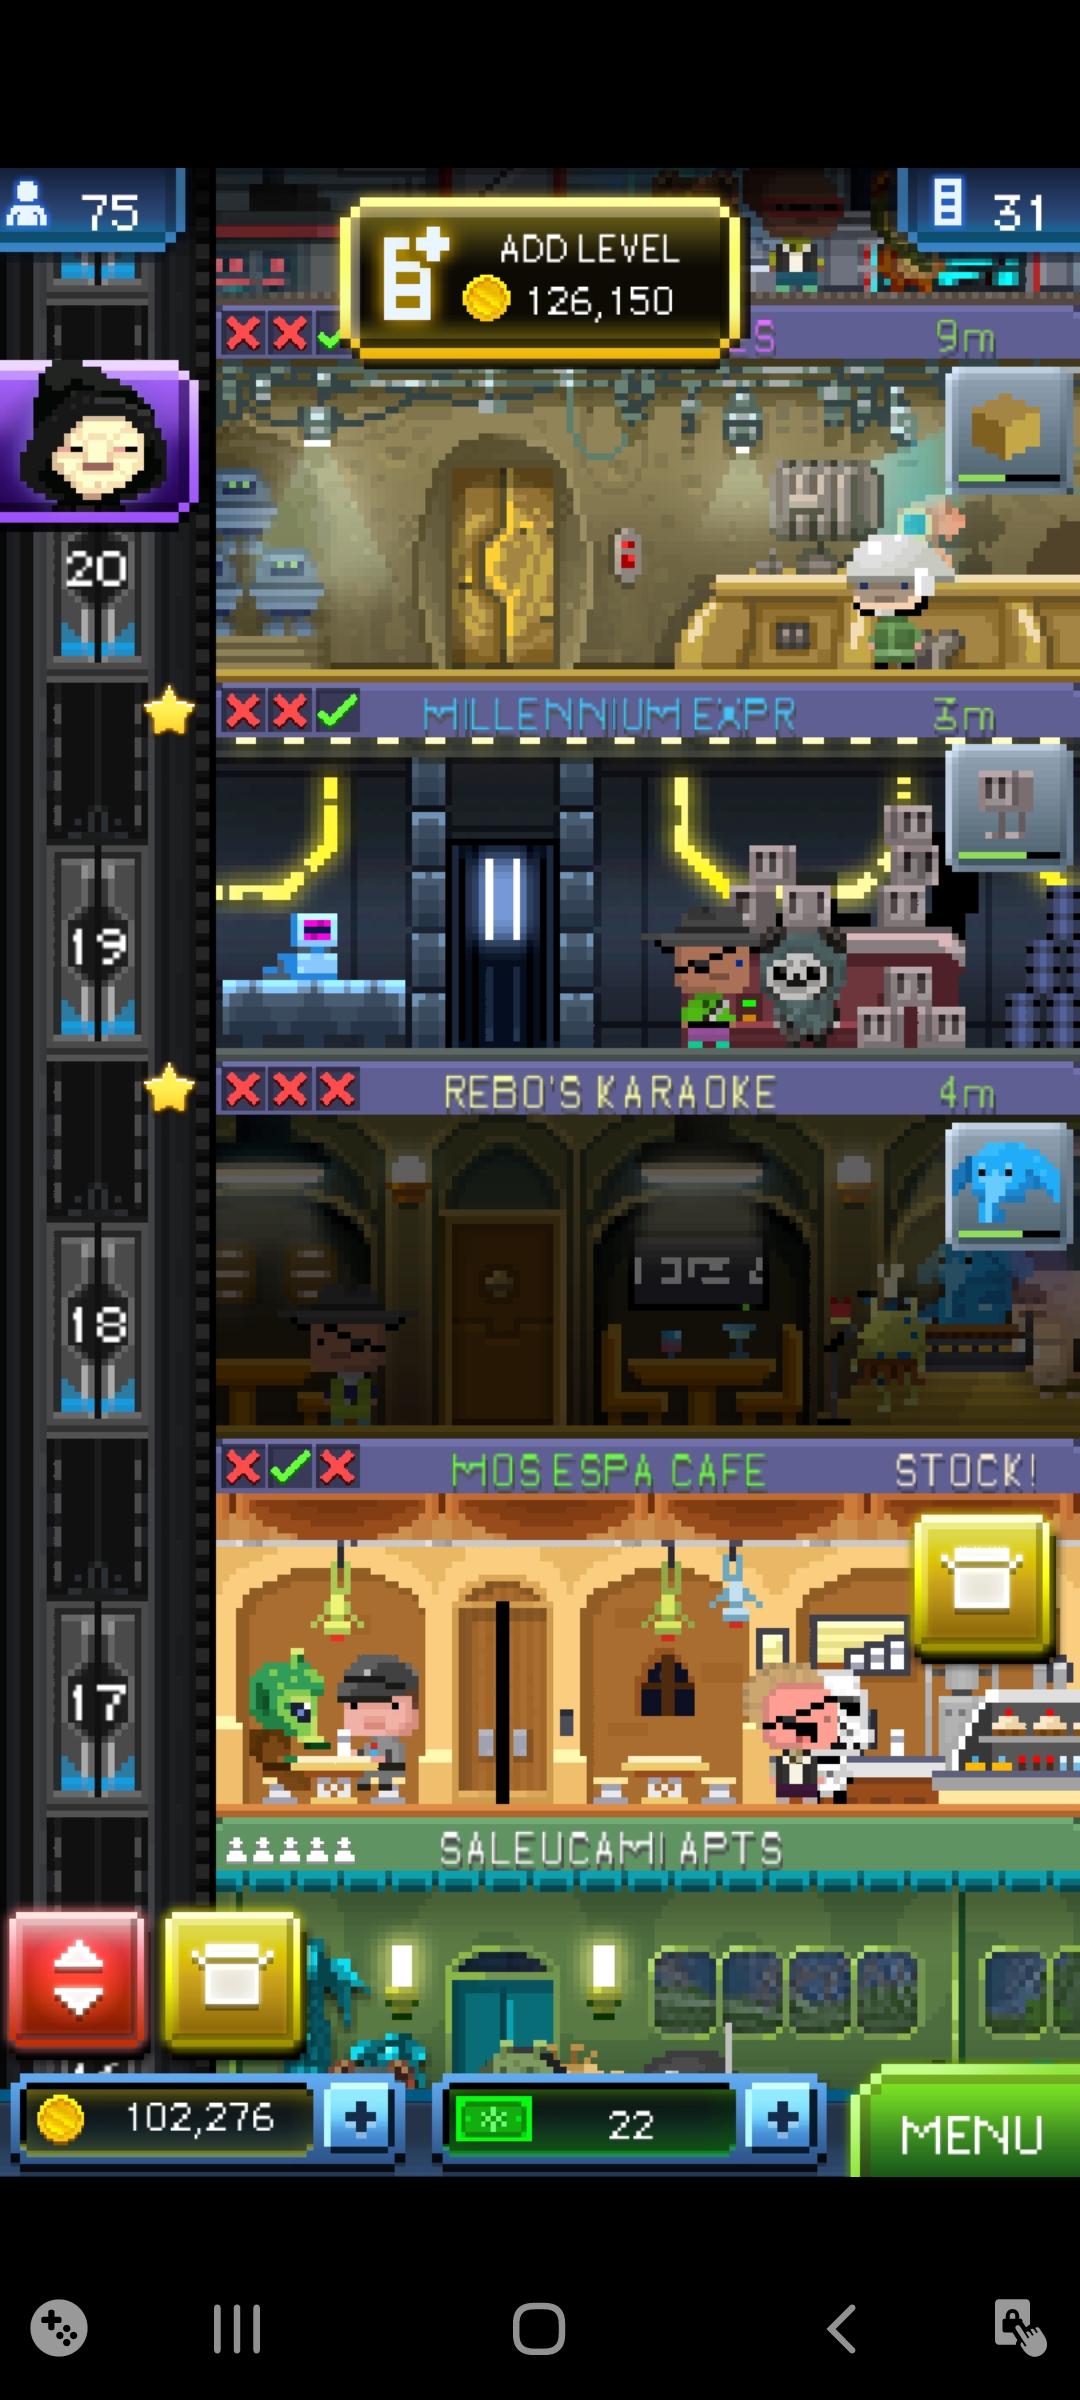 75
31
ADD LEVEL
126,150
9m
20
MILLENNIUM EXPR
3m
19
REBO'S KARAOKE
4m
18
MOS ESPA CAFE
STOCK!
17
SALEUCAMI APTS
102,276
22
MENU